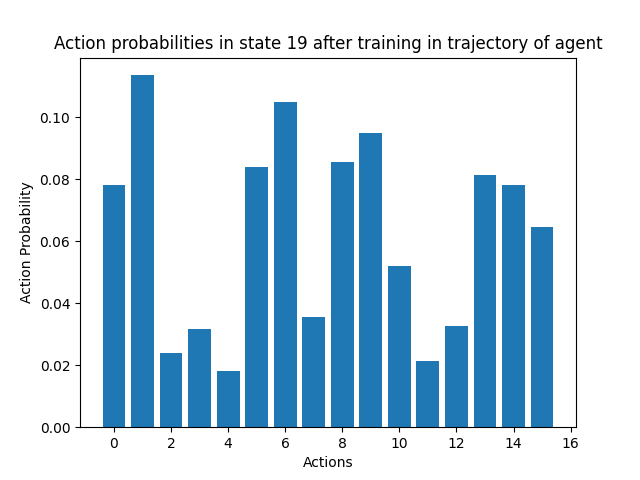 Action probabilities in state 19 after training in trajectory of agent
0.10
0.08
0.06
0.04
0.02
0.00
Action Probability
0 2 4 6 8 10 12 14 16
Actions